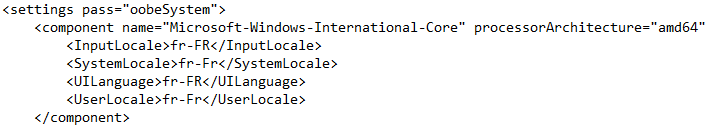 <settings pass="oobeSystem">
<component name="Microsoft-Windows-International-Core" processorArchitecture="amd64"
<InputLocale>fr-FR</InputLocale>
<SystemLocale>fr-Fr</SystemLocale>
<UILanguage>fr-FR</UILanguage>
<UserLocale>fr-Fr</UserLocale>
</component>